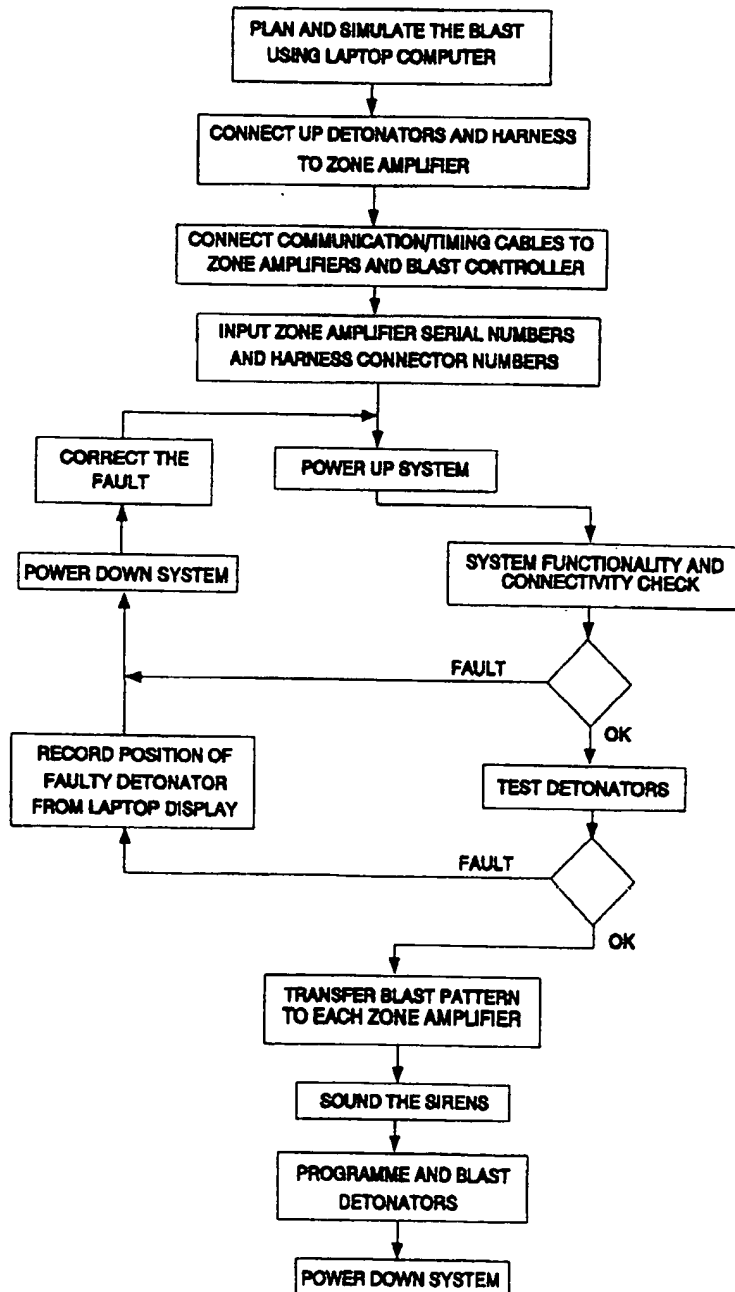 PLAN AND SIMULATE THE BLAST
USING LAPTOP COMPUTER
CONNECT UP DETONATORS AND HARNESS
TO ZONE AMPLIFIER
CONNECT COMMUNICATION/TIMING CABLES TO
ZONE AMPLIFIERS AND BLAST CONTROLLER
INPUT ZONE AMPLIFIER SERIAL NUMBERS
AND HARNESS CONNECTOR NUMBERS
CORRECT THE
FAULT
POWER UP SYSTEM
POWER DOWN SYSTEM
SYSTEM FUNCTIONALITY AND
CONNECTIVITY CHECK
FAULT
OK
RECORD POSITION OF
FAULTY DETONATOR
FROM LAPTOP DISPLAY
TEST DETONATORS
FAULT
OK
TRANSFER BLAST PATTERN
TO EACH ZONE AMPLIFIER
SOUND THE SIRENS
PROGRAMME AND BLAST
DETONATORS
POWER DOWN SYSTEM